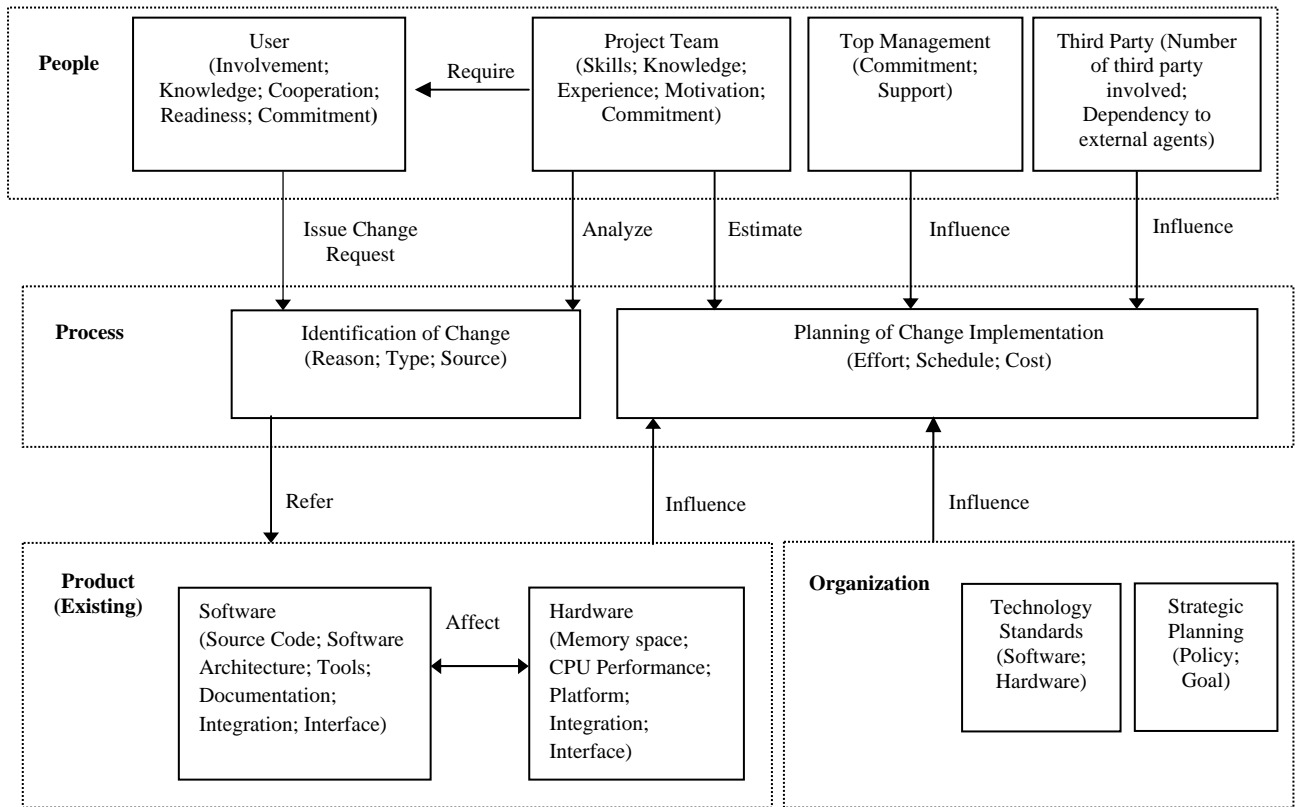 People
User
(Involvement;
Knowledge; Cooperation;
Readiness; Commitment)
Require
Project Team
(Skills; Knowledge;
Experience; Motivation;
Commitment)
Top Management
(Commitment;
Support)
Third Party (Number
of third party
involved;
Dependency to
external agents)
Issue Change
Request
Analyze
Estimate
Influence
Influence
Process
Identification of Change
(Reason; Type; Source)
Planning of Change Implementation
(Effort; Schedule; Cost)
Refer
Influence
Influence
Product
(Existing)
Software
(Source Code; Software
Architecture; Tools;
Documentation;
Integration; Interface)
Affect
Hardware
(Memory space;
CPU Performance;
Platform;
Integration;
Interface)
Organization
Technology
Standards
(Software;
Hardware)
Strategic
Planning
(Policy;
Goal)